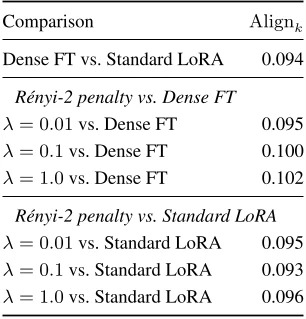 Comparison Align_k
Dense FT vs. Standard LoRA 0.094
Rényi-2 penalty vs. Dense FT
λ = 0.01 vs. Dense FT 0.095
λ = 0.1 vs. Dense FT 0.100
λ = 1.0 vs. Dense FT 0.102
Rényi-2 penalty vs. Standard LoRA
λ = 0.01 vs. Standard LoRA 0.095
λ = 0.1 vs. Standard LoRA 0.093
λ = 1.0 vs. Standard LoRA 0.096